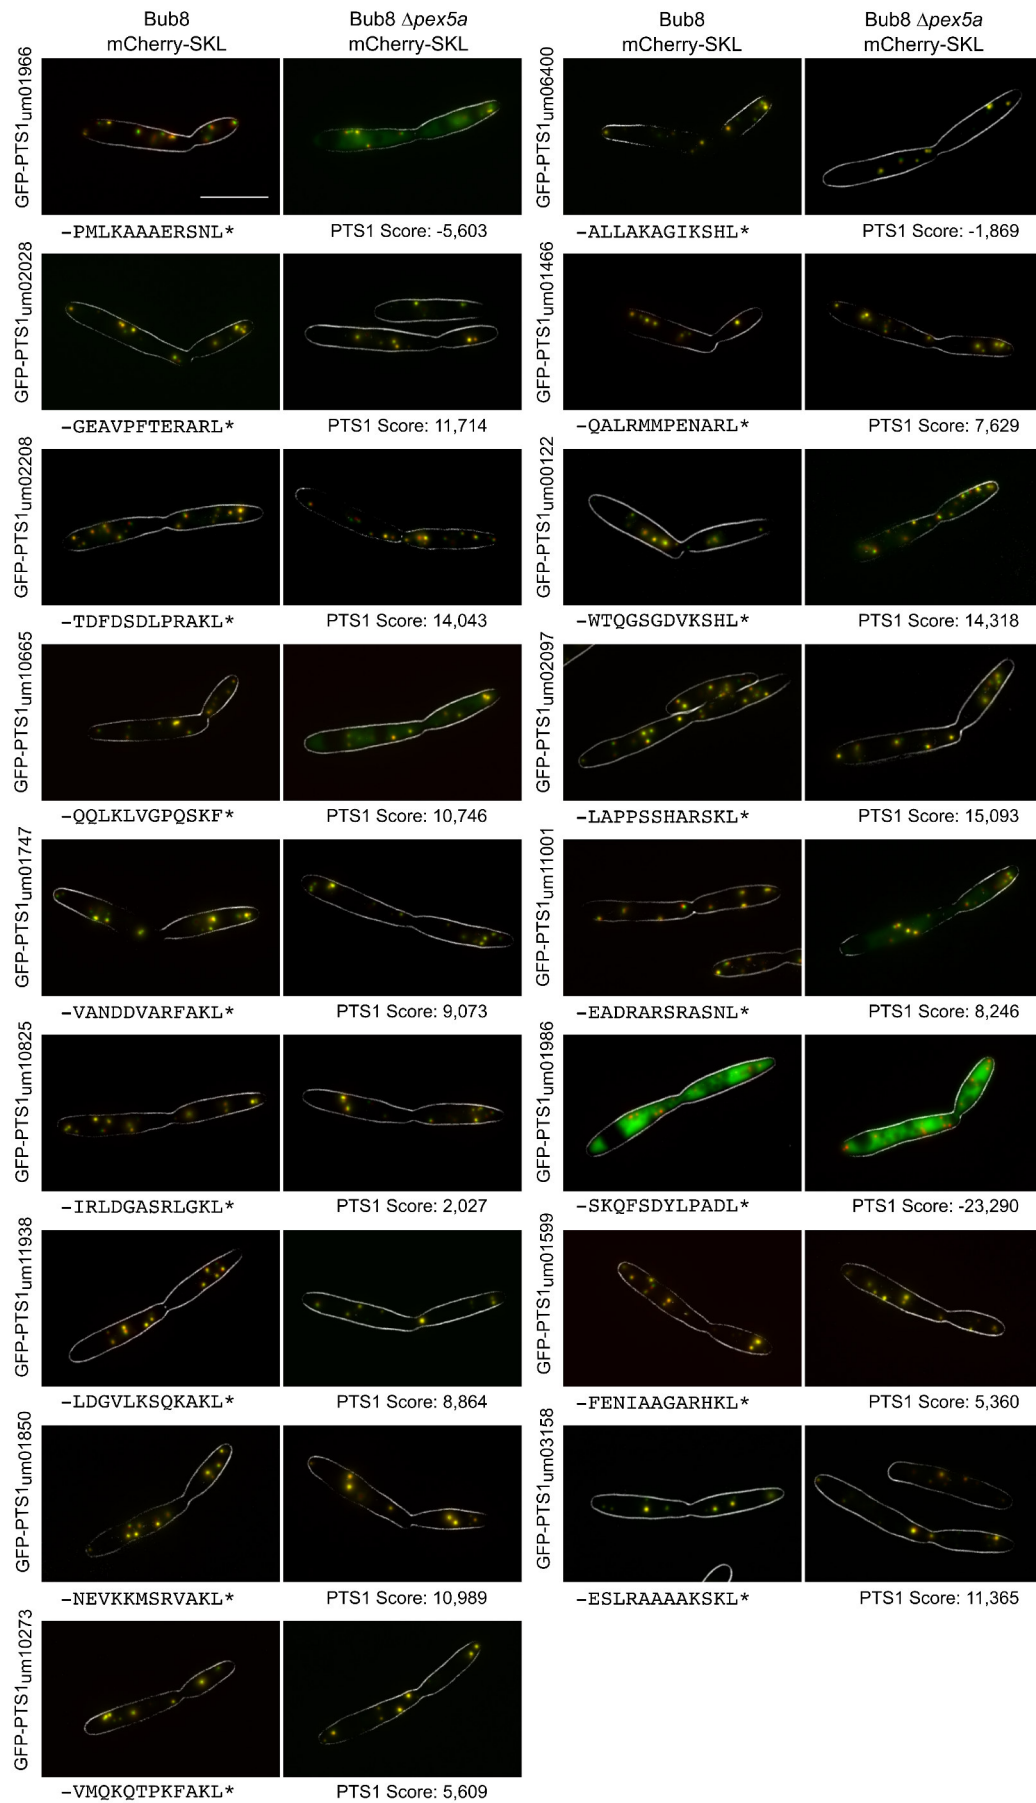 Bub8
mCherry-SKL
Bub8 Δpex5a
mCherry-SKL
Bub8
mCherry-SKL
Bub8 Δpex5a
mCherry-SKL
GFP-PTS1um01966
–PMLKAAAERSNL*
PTS1 Score: -5,603
GFP-PTS1um06400
–ALLAKAGIKSHL*
PTS1 Score: -1,869
GFP-PTS1um02028
–GEAVPFTERARL*
PTS1 Score: 11,714
GFP-PTS1um01466
–QALRMMPENARL*
PTS1 Score: 7,629
GFP-PTS1um02208
–TDFDSDLPRAKL*
PTS1 Score: 14,043
GFP-PTS1um00122
–WTQGSGDVKSHL*
PTS1 Score: 14,318
GFP-PTS1um10665
–QQLKLVGPQSKF*
PTS1 Score: 10,746
GFP-PTS1um02097
–LAPPSSHARSKL*
PTS1 Score: 15,093
GFP-PTS1um01747
–VANDDVARFAKL*
PTS1 Score: 9,073
GFP-PTS1um11001
–EADRARSRASNL*
PTS1 Score: 8,246
GFP-PTS1um10825
–IRLDGASRLGKL*
PTS1 Score: 2,027
GFP-PTS1um01986
–SKQFSDYLPADL*
PTS1 Score: -23,290
GFP-PTS1um11938
–LDGVLKSQKAKL*
PTS1 Score: 8,864
GFP-PTS1um01599
–FENIAAGARHKL*
PTS1 Score: 5,360
GFP-PTS1um01850
–NEVKKMSRVAKL*
PTS1 Score: 10,989
GFP-PTS1um03158
–ESLRAAAAKSKL*
PTS1 Score: 11,365
GFP-PTS1um10273
–VMQKQTPKFAKL*
PTS1 Score: 5,609